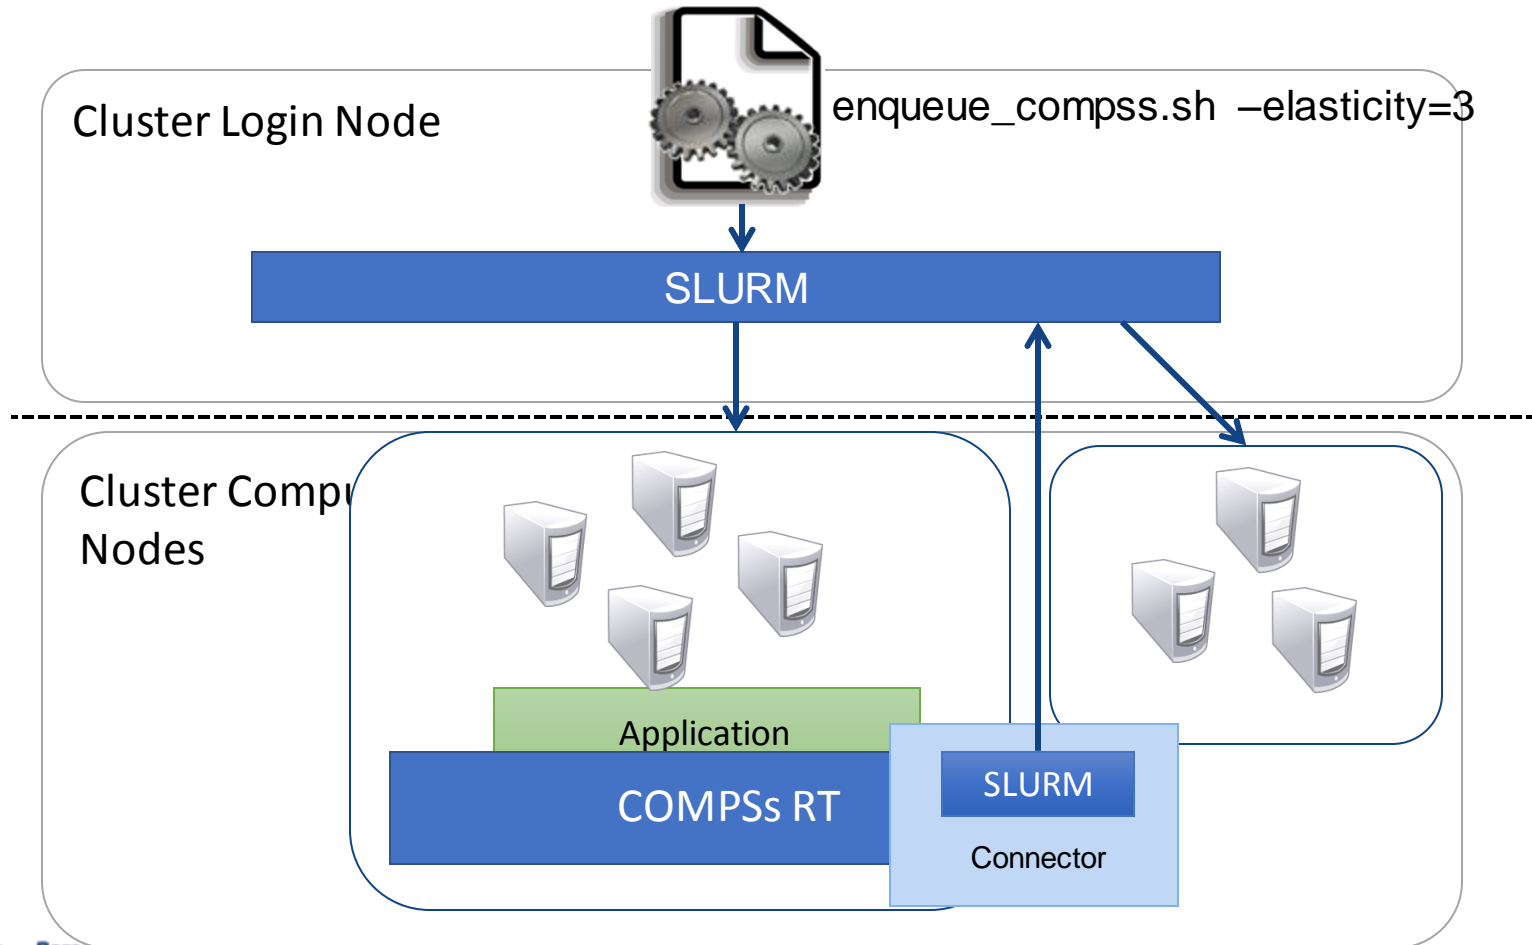 Cluster Login Node
enqueue_compss.sh –elasticity=3
SLURM
Cluster Compu
Nodes
Application
COMPSs RT
SLURM
Connector